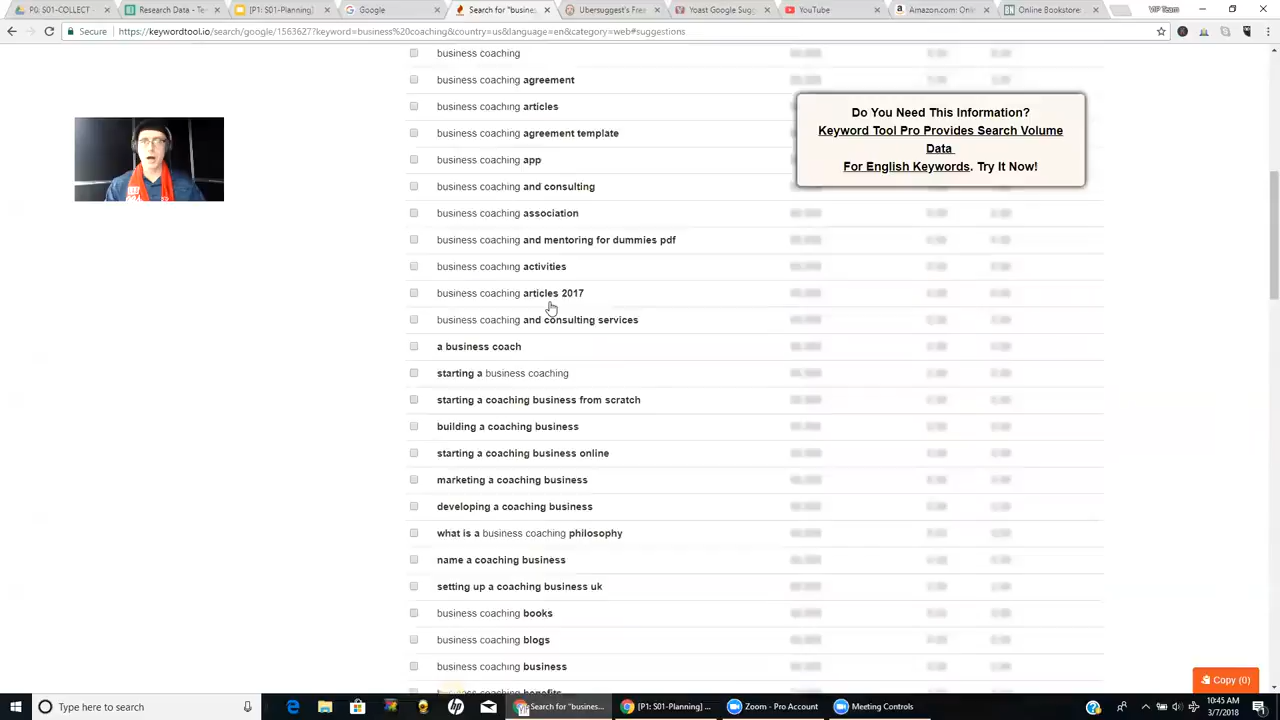 P0: S01-COLLECT
Research Data - Te
[P1] S01-Planning)
Google
Search for "busines
Ubersuggest's Free
Yoast Google Sugg
YouTube
Amazon.com: Onli
Online Bookstore:
VIP Team
Secure
https://keywordtool.io/search/google/1563627?keyword=business%20coaching&country=us&language=en&category=web#suggestions
business coaching
business coaching agreement
business coaching articles
business coaching agreement template
business coaching app
business coaching and consulting
business coaching association
business coaching and mentoring for dummies pdf
business coaching activities
business coaching articles 2017
business coaching and consulting services
a business coach
starting a business coaching
starting a coaching business from scratch
building a coaching business
starting a coaching business online
marketing a coaching business
developing a coaching business
what is a business coaching philosophy
name a coaching business
setting up a coaching business uk
business coaching books
business coaching blogs
business coaching business
business coaching benefits
Do You Need This Information?
Keyword Tool Pro Provides Search Volume
Data
For English Keywords. Try It Now!
Copy (0)
Type here to search
Search for "busines...
[P1: S01-Planning) ...
Zoom - Pro Account
Meeting Controls
10:45 AM
3/7/2018